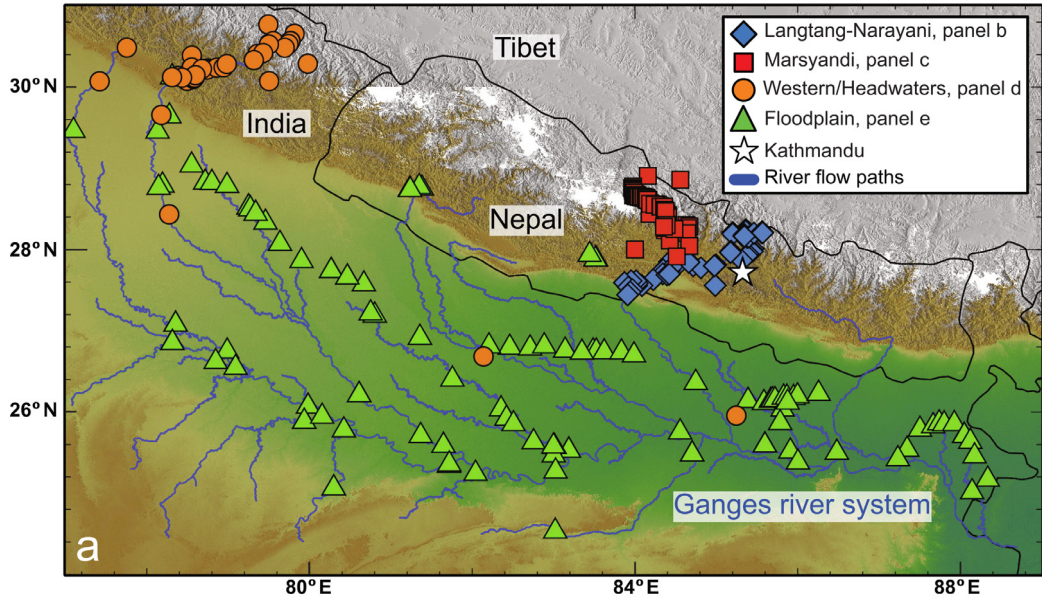 Tibet
India
Nepal
Langtang-Narayani, panel b
Marsyandi, panel c
Western/Headwaters, panel d
Floodplain, panel e
Kathmandu
River flow paths
30°N
28°N
26°N
Ganges river system
a
80°E
84°E
88°E